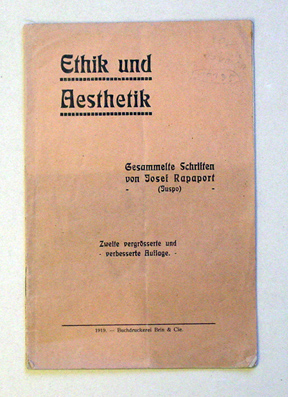 Ethik und
Aesthetik
Gesammelte Schriften
von Josef Rapaport
- (Juspo) -
Zweite vergrösserte und
- verbesserte Auflage. -
1919. — Buchdruckerei Brin & Cie.